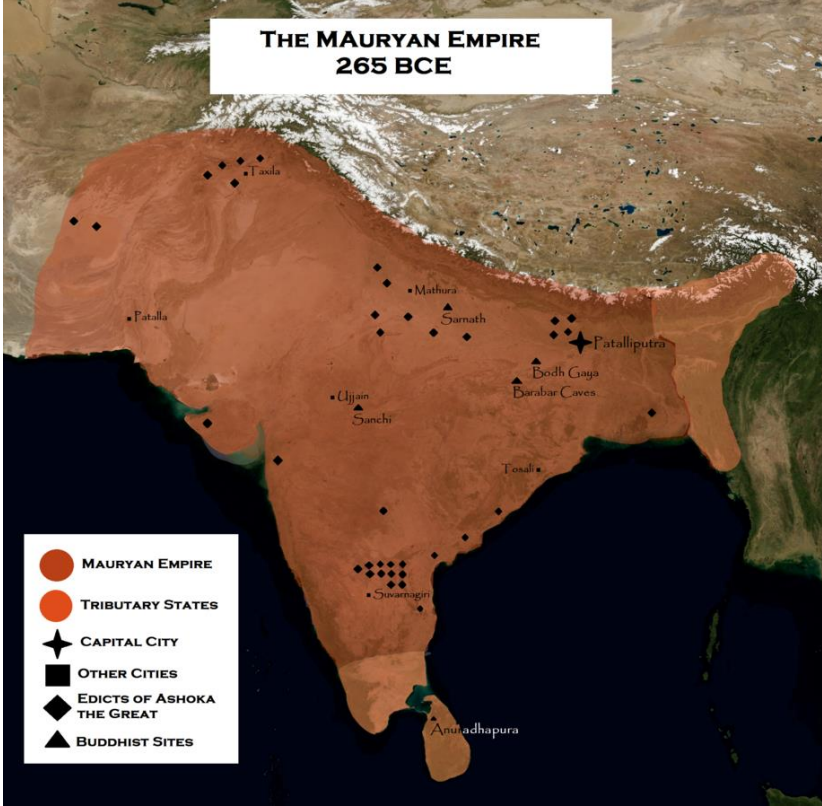 THE MAURYAN EMPIRE
265 BCE
Taxila
Mathura
Sarnath
Patalla
Patalliputra
Bodh Gaya
Barabar Caves
Ujjain
Sanchi
Tosali
Suvarnagiri
Anuradhapura
MAURYAN EMPIRE
TRIBUTARY STATES
CAPITAL CITY
OTHER CITIES
EDICTS OF ASHOKA
THE GREAT
BUDDHIST SITES